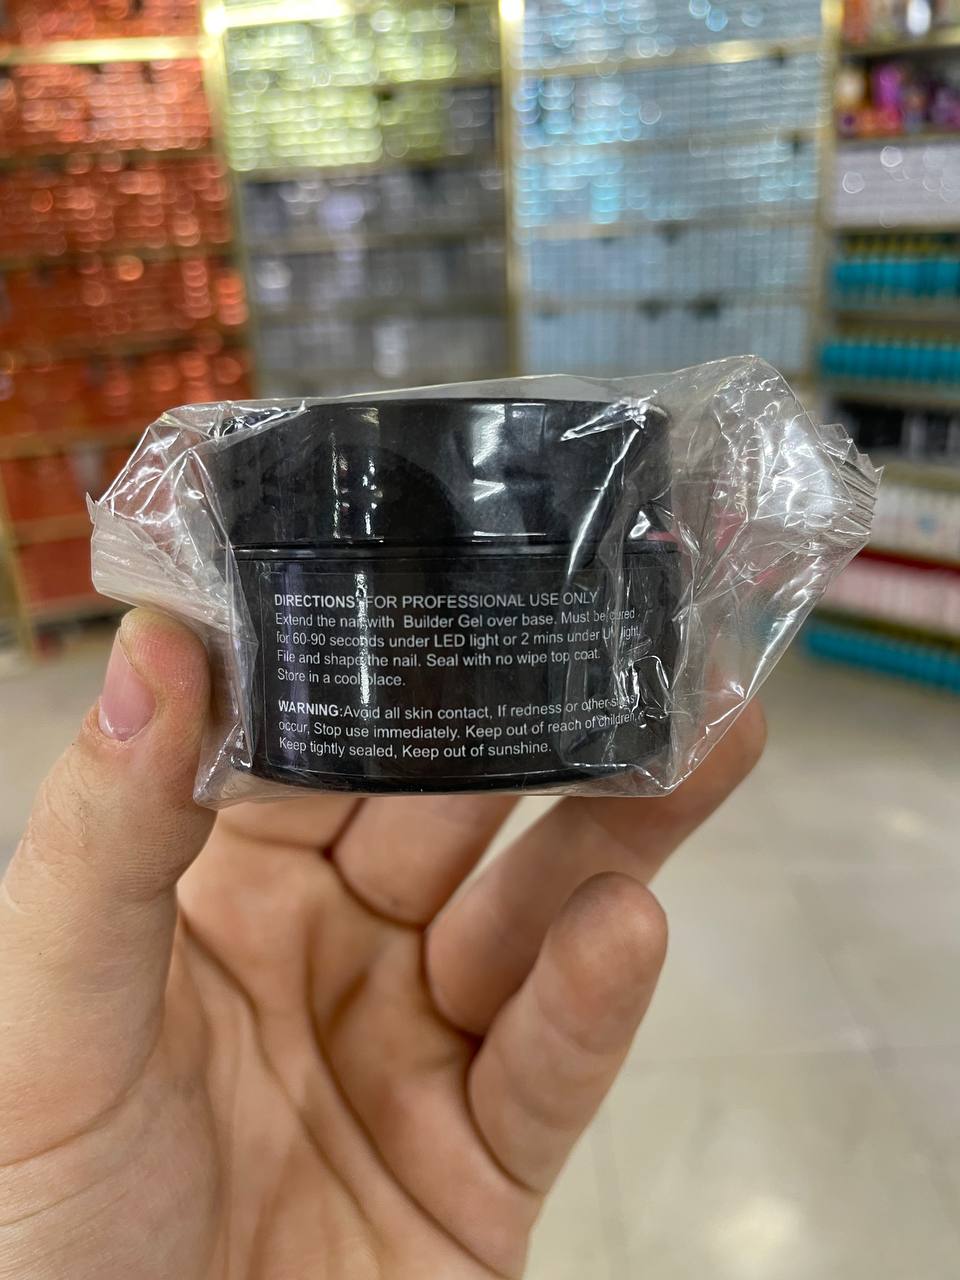 DIRECTIONS: FOR PROFESSIONAL USE ONLY
Extend the nail with Builder Gel over base. Must be cured
for 60-90 seconds under LED light or 2 mins under UV light.
File and shape the nail. Seal with no wipe top coat.
Store in a cool place.
WARNING:Avoid all skin contact, If redness or other signs
occur, Stop use immediately. Keep out of reach of children,
Keep tightly sealed, Keep out of sunshine.